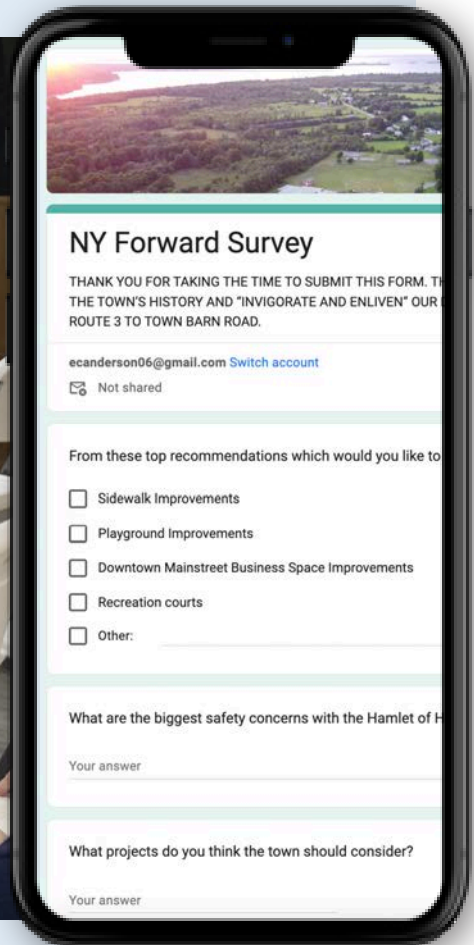 NY Forward Survey
THANK YOU FOR TAKING THE TIME TO SUBMIT THIS FORM.
THE TOWN'S HISTORY AND "INVIGORATE AND ENLIVEN" OUR
ROUTE 3 TO TOWN BARN ROAD.
ecanderson06@gmail.com Switch account
Not shared
From these top recommendations which would you like to
Sidewalk Improvements
Playground Improvements
Downtown Mainstreet Business Space Improvements
Recreation courts
Other:
What are the biggest safety concerns with the Hamlet of
Your answer
What projects do you think the town should consider?
Your answer